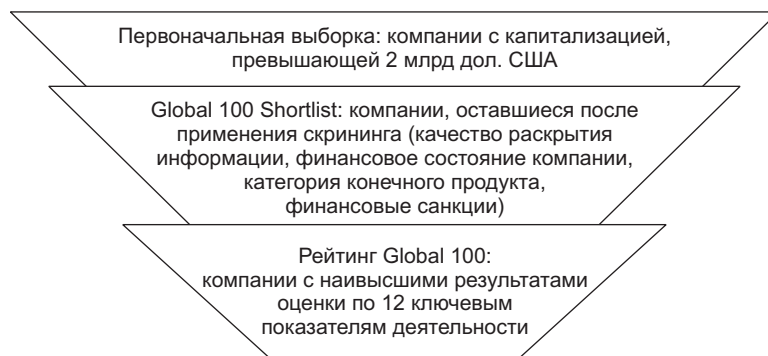 Первоначальная выборка: компании с капитализацией,
превышающей 2 млрд дол. США
Global 100 Shortlist: компании, оставшиеся после
применения скрининга (качество раскрытия
информации, финансовое состояние компании,
категория конечного продукта,
финансовые санкции)
Рейтинг Global 100:
компании с наивысшими результатами
оценки по 12 ключевым
показателям деятельности